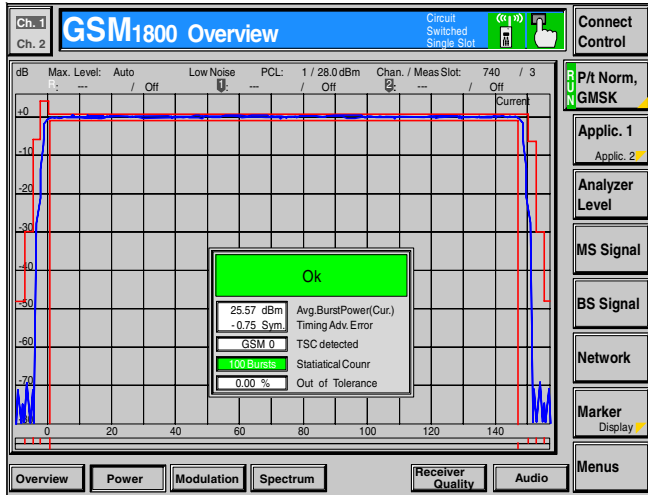 Ch. 1
Ch. 2
GSM1800 Overview
Circuit
Switched
Single Slot
Connect
Control
dB Max. Level: Auto Low Noise PCL: 1 / 28.0 dBm Chan. / Meas Slot: 740 / 3
R: --- / Off 1: --- / Off 2: --- / Off
Current
+0
-10
-20
-30
-40
-50
-60
-70
0 20 40 60 80 100 120 140
Ok
25.57 dBm Avg.BurstPower(Cur.)
-0.75 Sym. Timing Adv. Error
GSM 0 TSC detected
100 Bursts Statiatical Counr
0.00 % Out of Tolerance
RUN
P/t Norm,
GMSK
Applic. 1
Applic. 2
Analyzer
Level
MS Signal
BS Signal
Network
Marker
Display
Menus
Overview
Power
Modulation
Spectrum
Receiver
Quality
Audio